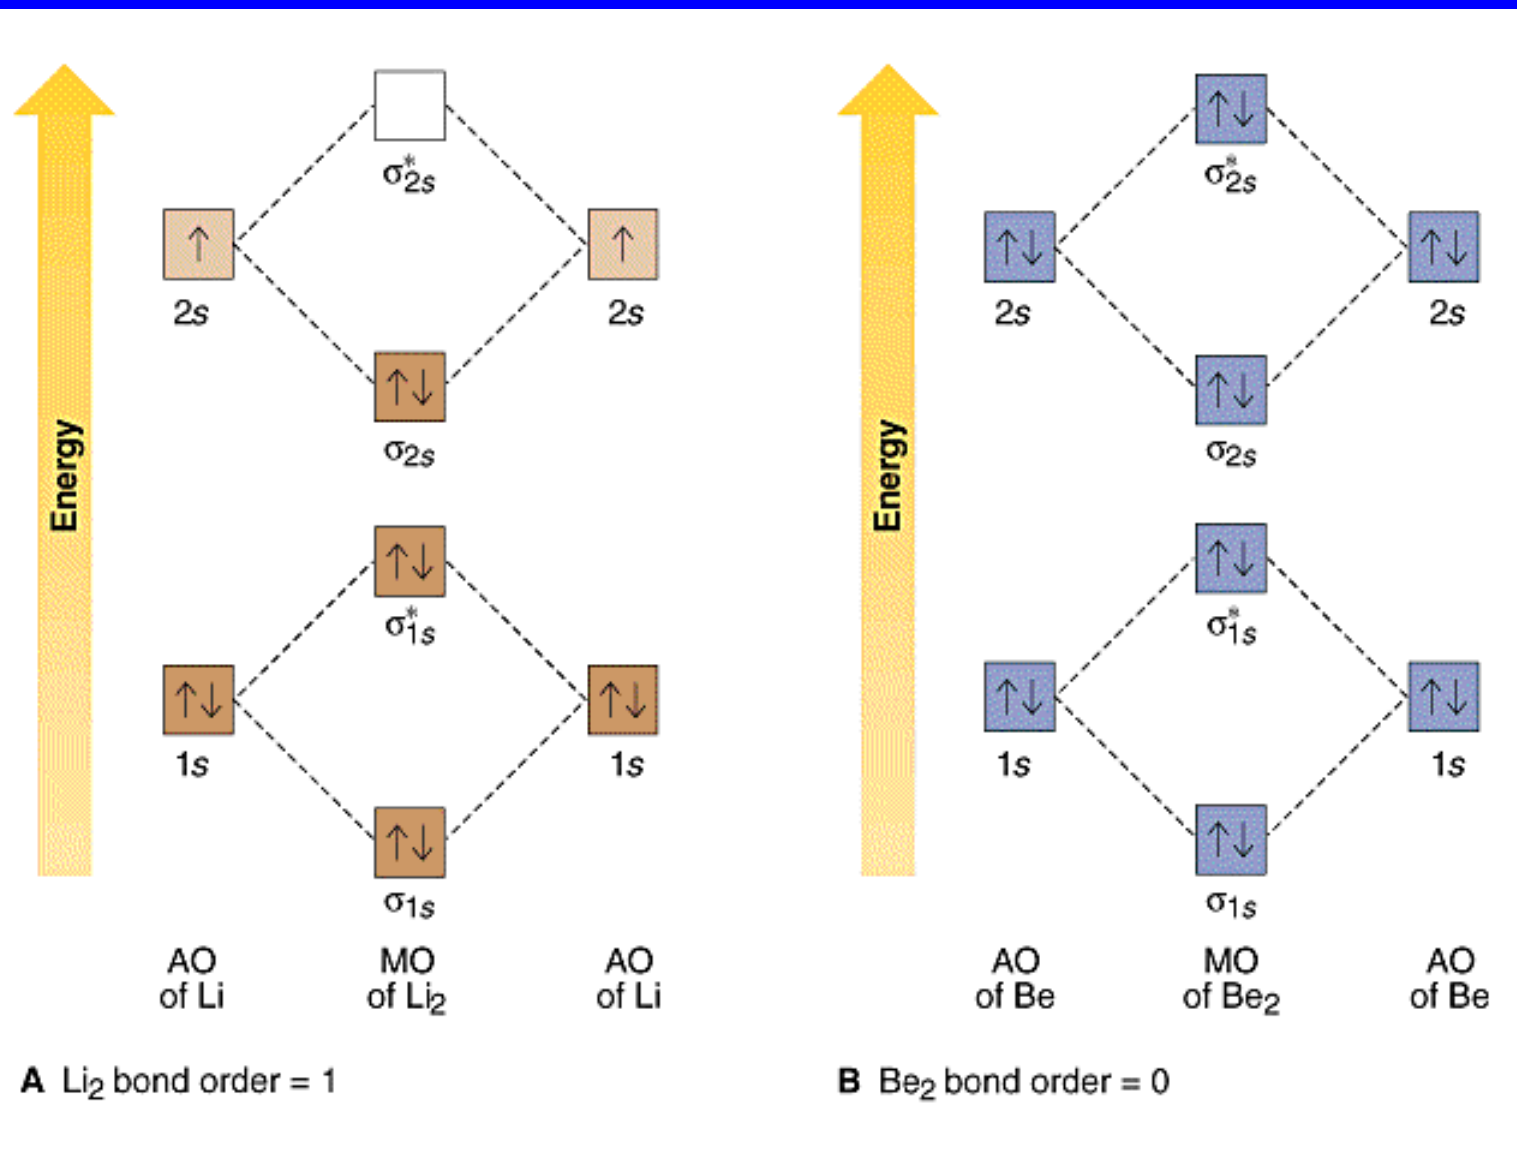 σ*2s
2s
2s
σ2s
Energy
σ*1s
1s
1s
σ1s
AO
of Li
MO
of Li2
AO
of Li
A Li2 bond order = 1
σ*2s
2s
2s
σ2s
Energy
σ*1s
1s
1s
σ1s
AO
of Be
MO
of Be2
AO
of Be
B Be2 bond order = 0